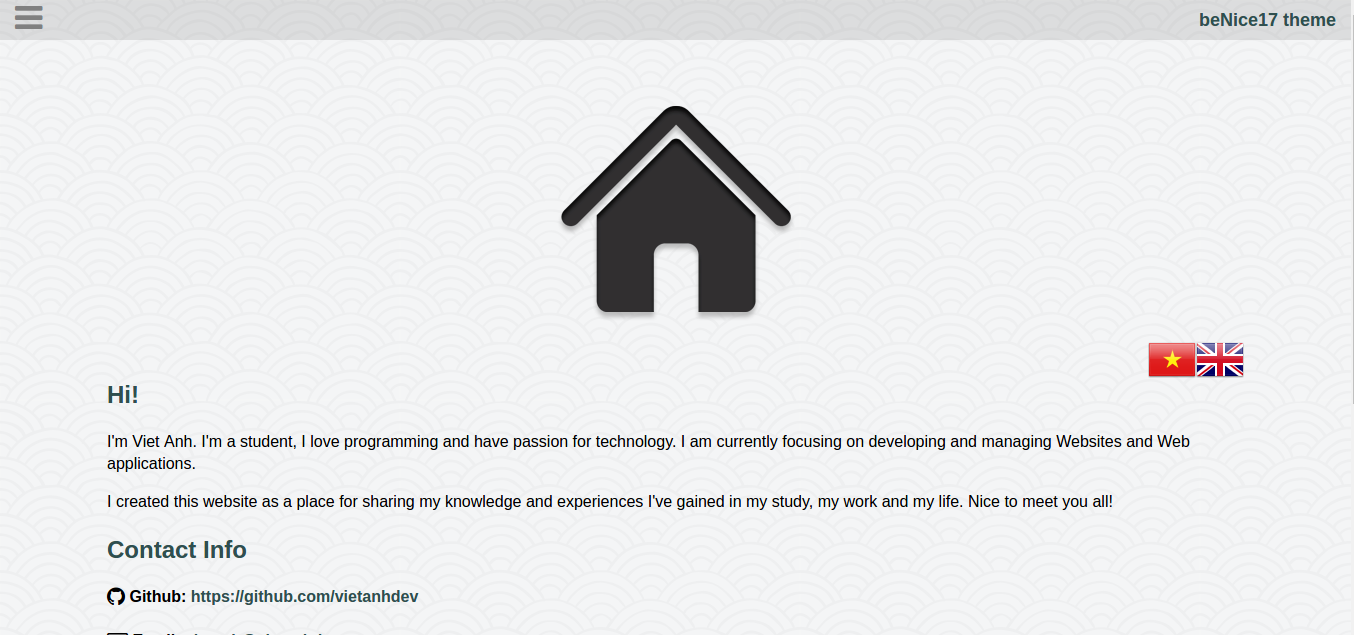 beNice17 theme
Hi!
I'm Viet Anh. I'm a student, I love programming and have passion for technology. I am currently focusing on developing and managing Websites and Web
applications.
I created this website as a place for sharing my knowledge and experiences I've gained in my study, my work and my life. Nice to meet you all!
Contact Info
Github: https://github.com/vietanhdev